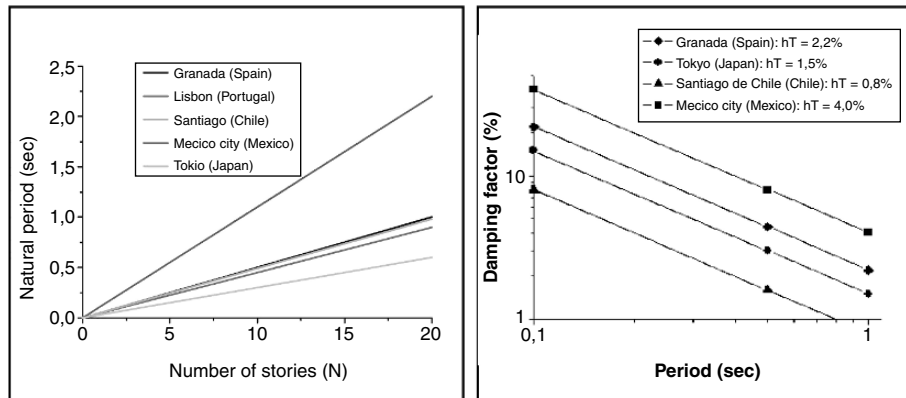 2,5
2,0
1,5
1,0
0,5
0,0
0
5
10
15
20
Natural period (sec)
Number of stories (N)
Granada (Spain)
Lisbon (Portugal)
Santiago (Chile)
Mecico city (Mexico)
Tokio (Japan)
Granada (Spain): hT = 2,2%
Tokyo (Japan): hT = 1,5%
Santiago de Chile (Chile): hT = 0,8%
Mecico city (Mexico): hT = 4,0%
Damping factor (%)
10
1
0,1
1
Period (sec)